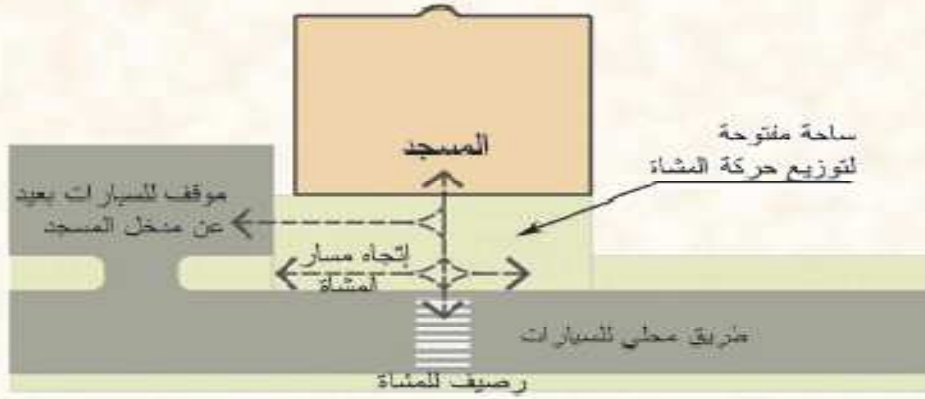 المسجد
ساحة مفتوحة
لتوزيع حركة المشاة
موقف للسيارات بعيد
عن مدخل المسجد
إتجاه مسار
المشاة
طريق محلي للسيارات
رصيف للمشاة